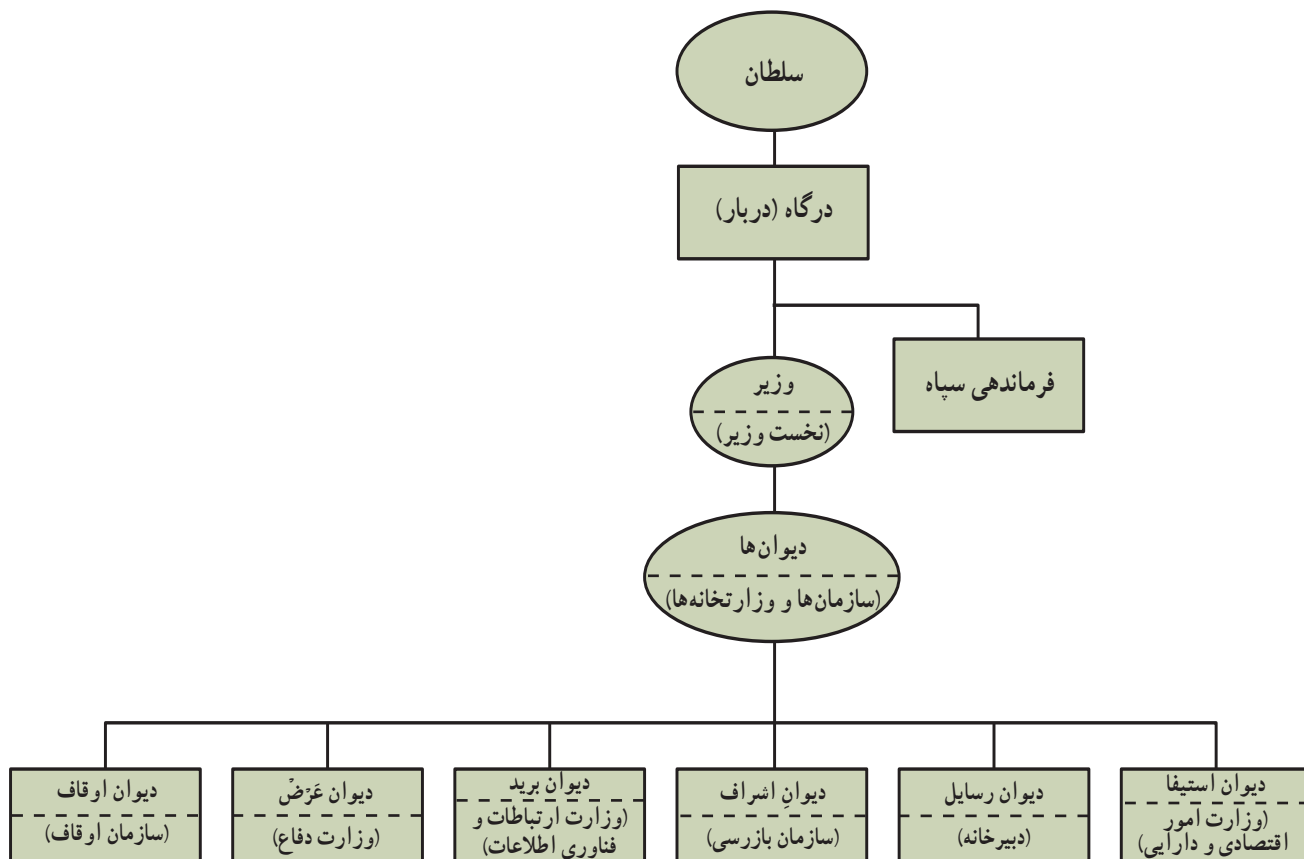 سلطان
درگاه (دربار)
فرماندهی سپاه
وزیر
(نخست وزیر)
دیوان‌ها
(سازمان‌ها و وزارتخانه‌ها)
دیوان استیفا
(وزارت امور
اقتصادی و دارایی)
دیوان رسایل
(دبیرخانه)
دیوانِ اشراف
(سازمان بازرسی)
دیوان برید
(وزارت ارتباطات و
فناوری اطلاعات)
دیوان عَرْضْ
(وزارت دفاع)
دیوان اوقاف
(سازمان اوقاف)